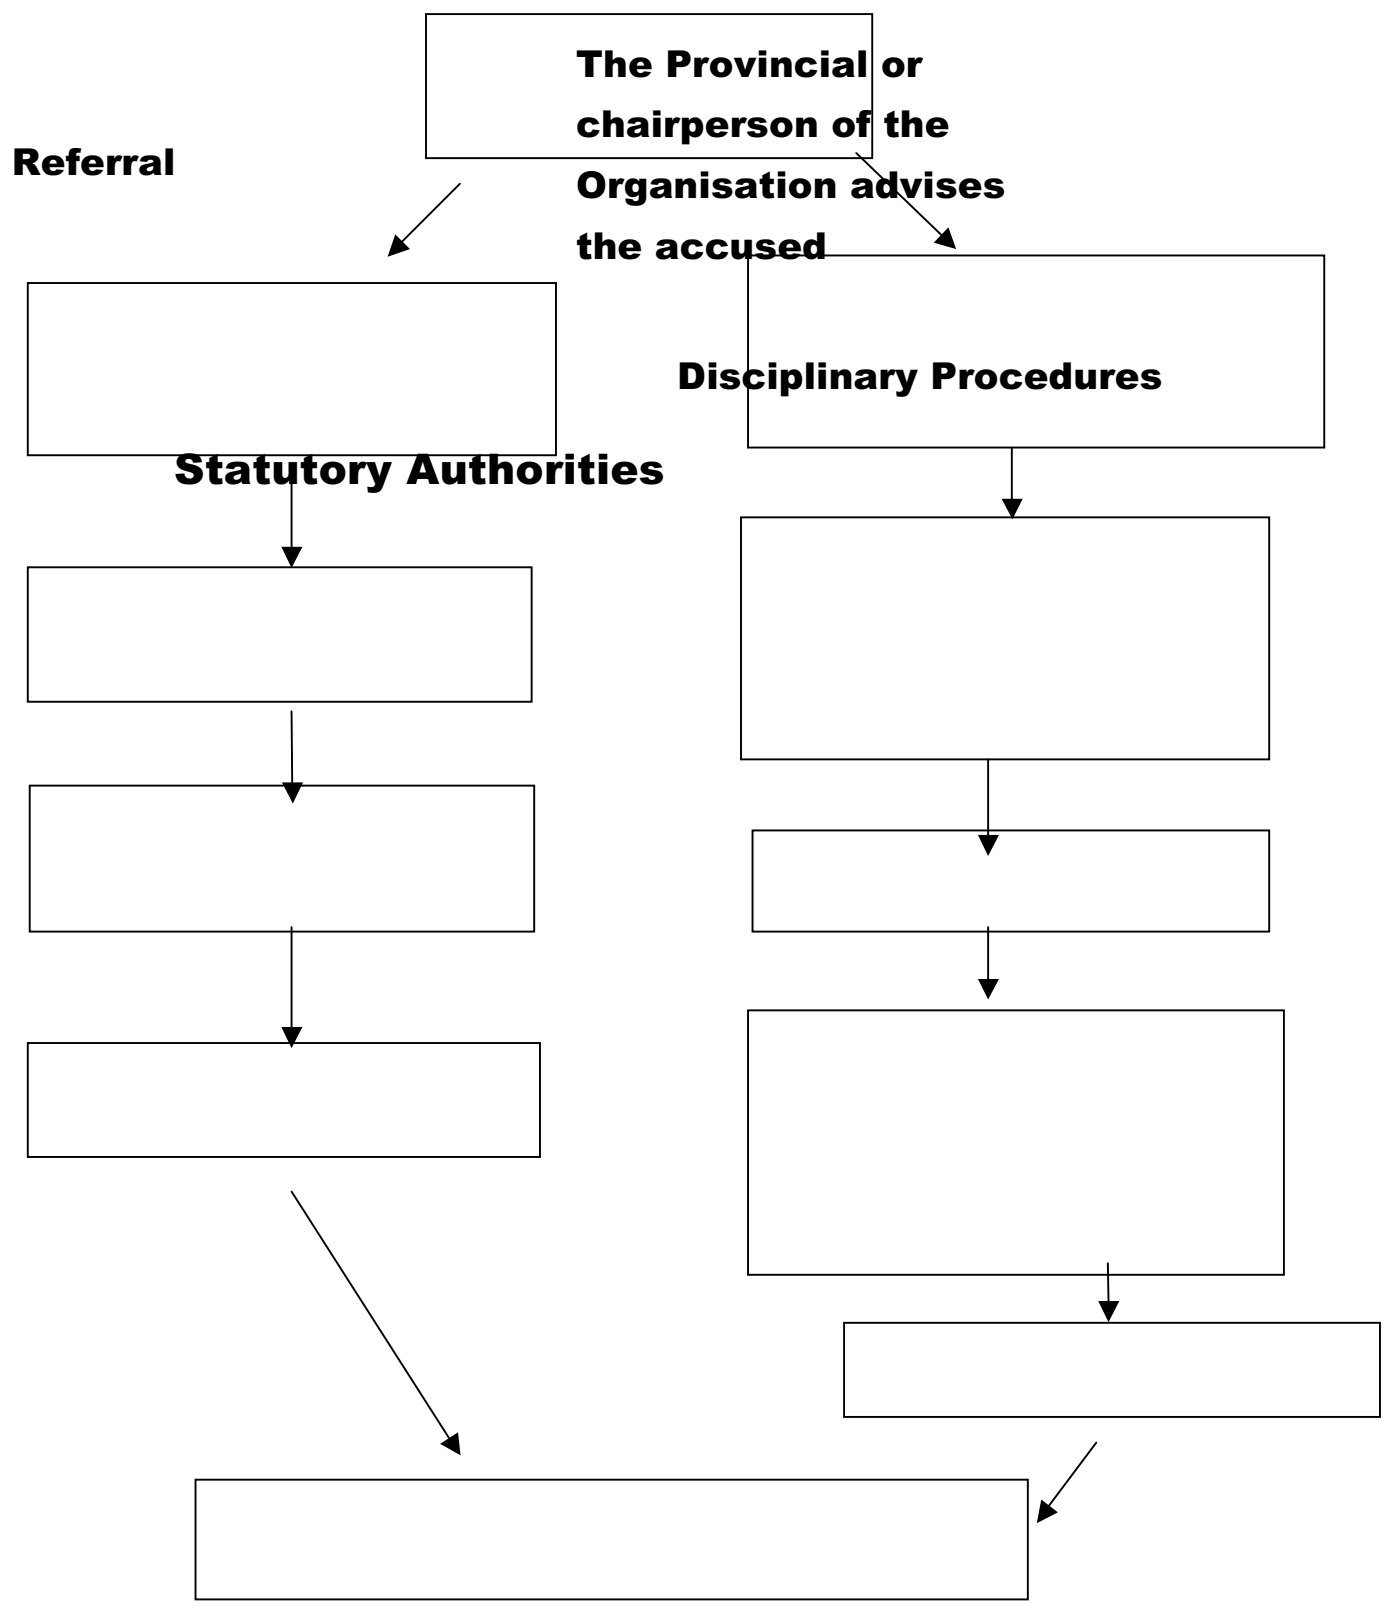 The Provincial or
chairperson of the
Referral
Organisation advises
the accused
Disciplinary Procedures
Statutory Authorities